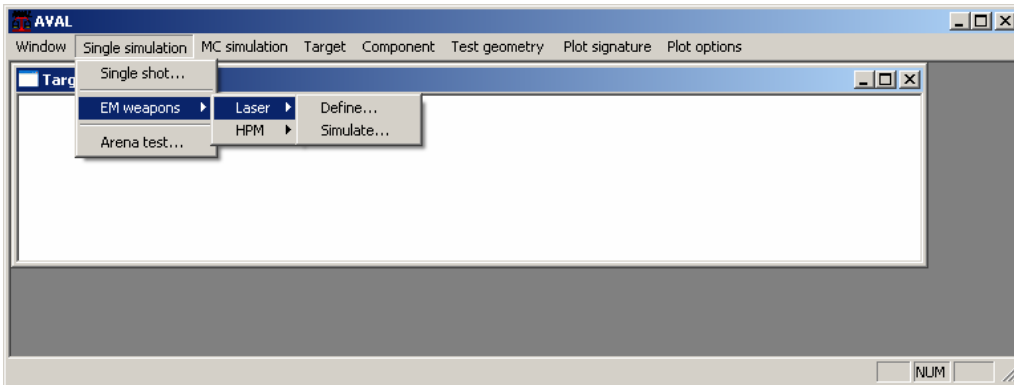 AVAL
Window Single simulation MC simulation Target Component Test geometry Plot signature Plot options
Single shot...
Targ
EM weapons Laser Define...
HPM Simulate...
Arena test...
NUM